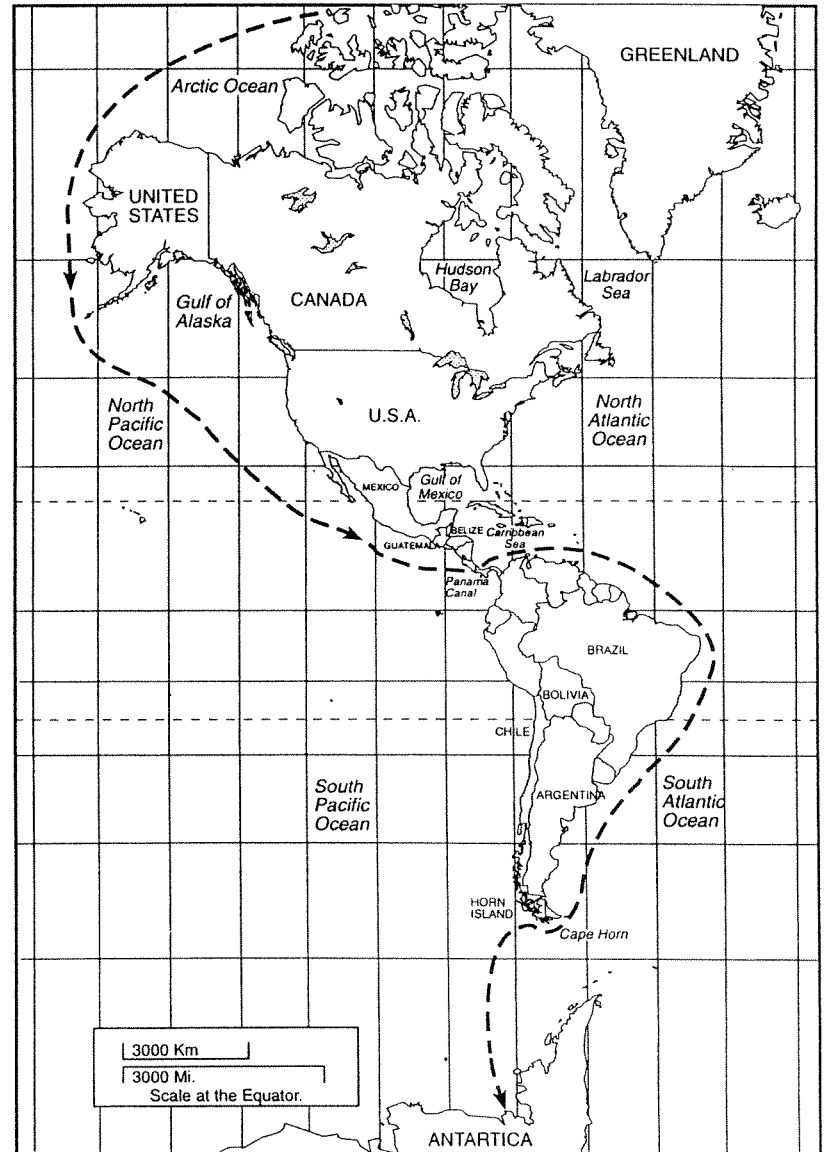 GREENLAND
Arctic Ocean
UNITED
STATES
Hudson
Bay
Labrador
Sea
Gulf of
Alaska
CANADA
North
Pacific
Ocean
U.S.A.
North
Atlantic
Ocean
MEXICO
Gulf of
Mexico
BELIZE
Carribean
Sea
GUATEMALA
Panama
Canal
BRAZIL
BOLIVIA
CHILE
South
Pacific
Ocean
ARGENTINA
South
Atlantic
Ocean
HORN
ISLAND
Cape Horn
3000 Km
3000 Mi.
Scale at the Equator.
ANTARTICA